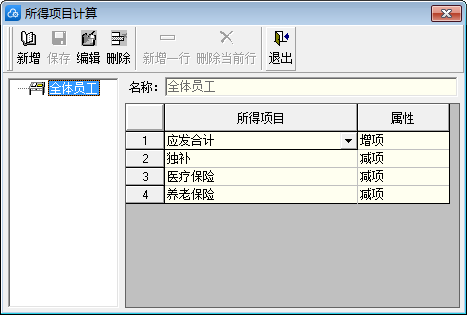 所得项目计算
新增 保存 编辑 删除 新增一行 删除当前行 退出
全体员工
名称： 全体员工
所得项目 属性
1 应发合计 增项
2 独补 减项
3 医疗保险 减项
4 养老保险 减项